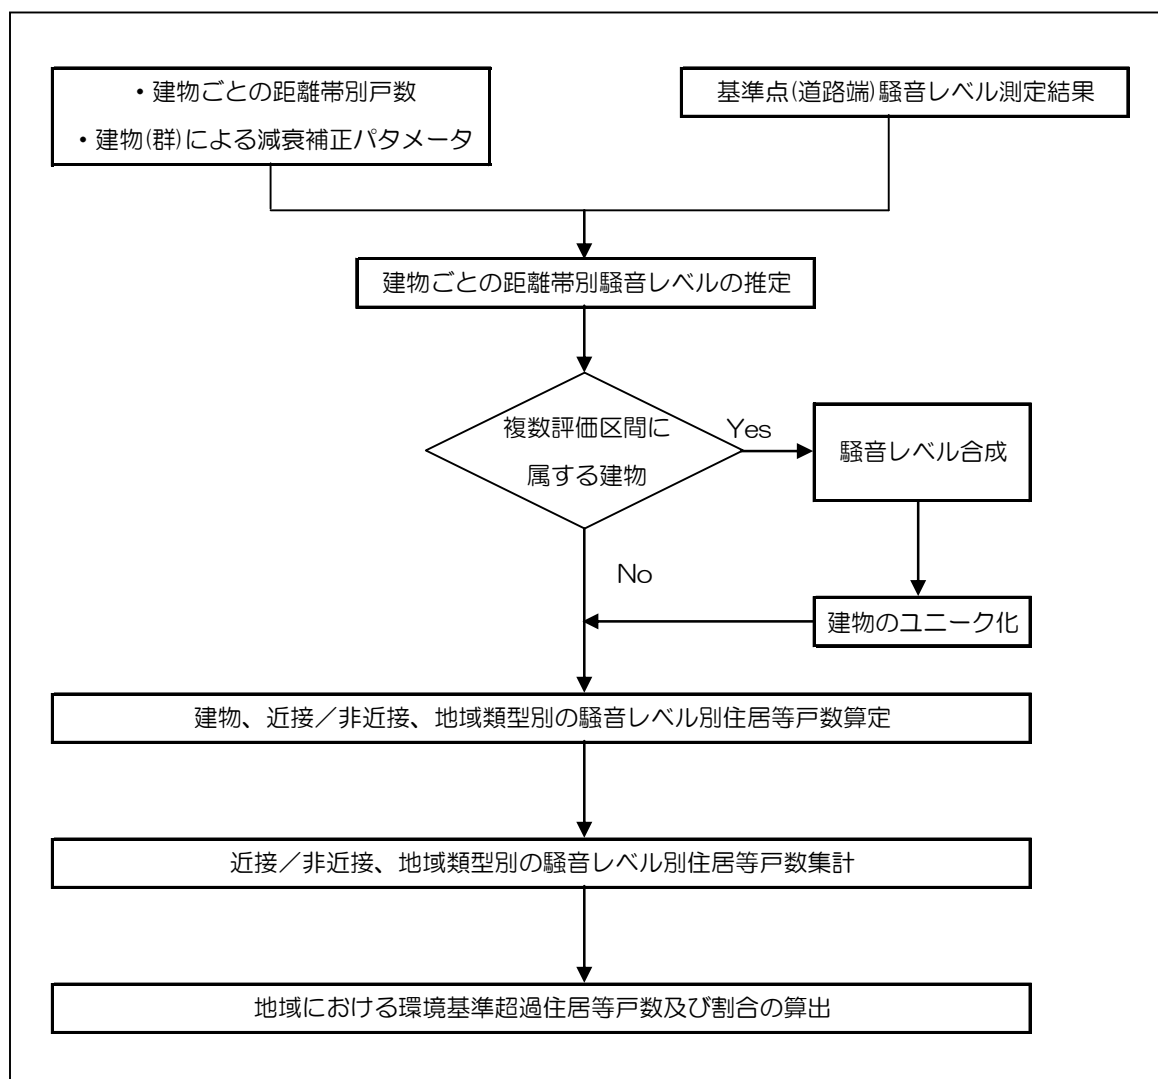 ・建物ごとの距離帯別戸数
・建物(群)による減衰補正パタメータ
基準点(道路端)騒音レベル測定結果
建物ごとの距離帯別騒音レベルの推定
複数評価区間に
属する建物
Yes
騒音レベル合成
No
建物のユニーク化
建物、近接／非近接、地域類型別の騒音レベル別住居等戸数算定
近接／非近接、地域類型別の騒音レベル別住居等戸数集計
地域における環境基準超過住居等戸数及び割合の算出